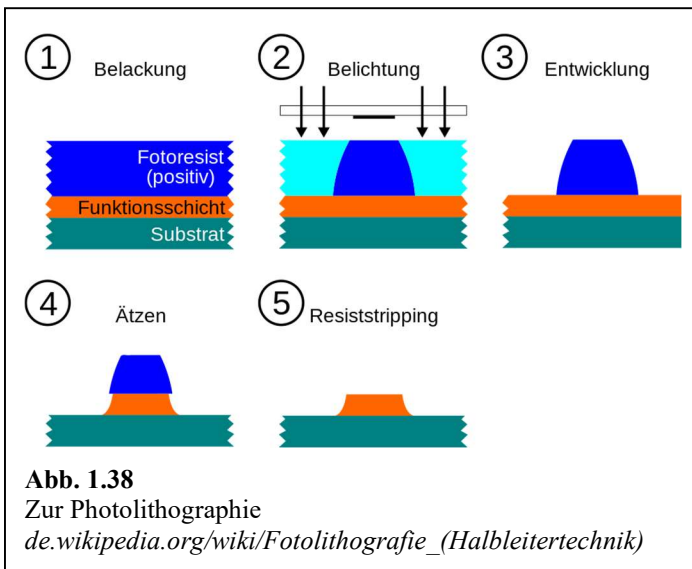 1 Belackung
2 Belichtung
3 Entwicklung
Fotoresist
(positiv)
Funktionsschicht
Substrat
4 Ätzen
5 Resiststripping
Abb. 1.38
Zur Photolithographie
de.wikipedia.org/wiki/Fotolithografie_(Halbleitertechnik)